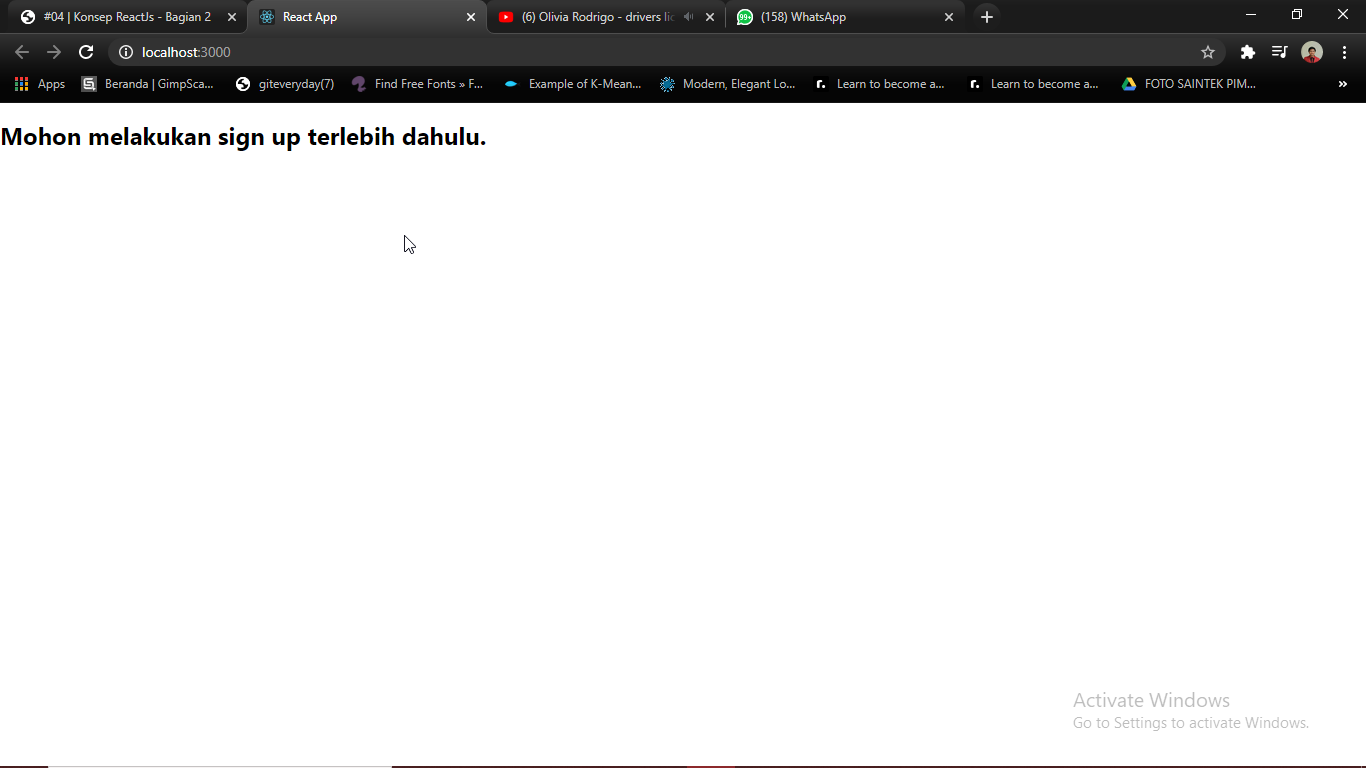 #04 | Konsep ReactJs - Bagian 2
React App
(6) Olivia Rodrigo - drivers lic
99+
(158) WhatsApp
localhost:3000
Apps
Beranda | GimpSca...
giteveryday(7)
Find Free Fonts » F...
Example of K-Mean...
Modern, Elegant Lo...
r.
Learn to become a...
r.
Learn to become a...
FOTO SAINTEK PIM...
»
Mohon melakukan sign up terlebih dahulu.
Activate Windows
Go to Settings to activate Windows.